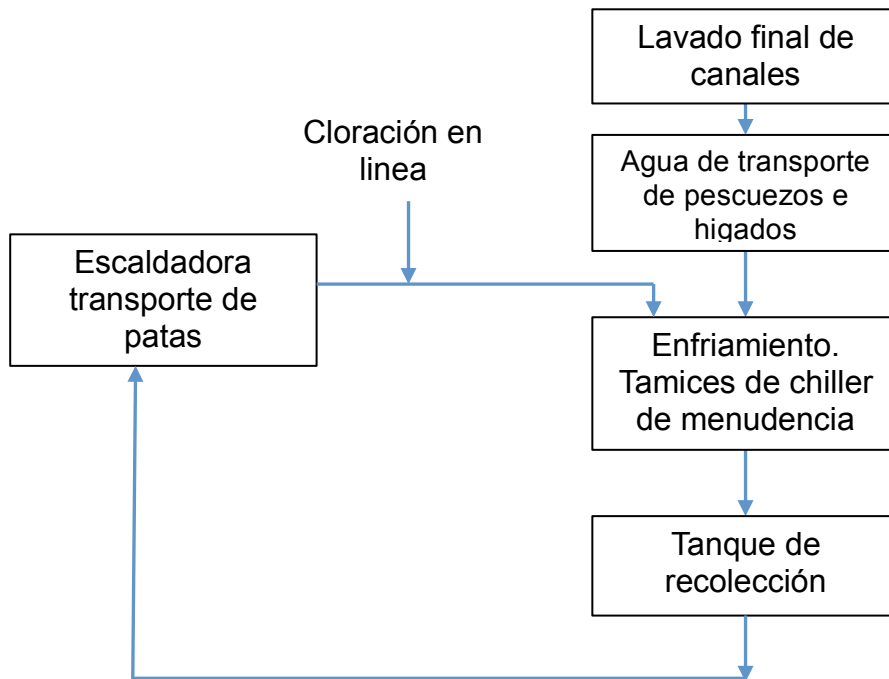 Lavado final de
canales
Cloración en
linea
Agua de transporte
de pescuezos e
higados
Escaldadora
transporte de
patas
Enfriamiento.
Tamices de chiller
de menudencia
Tanque de
recolección